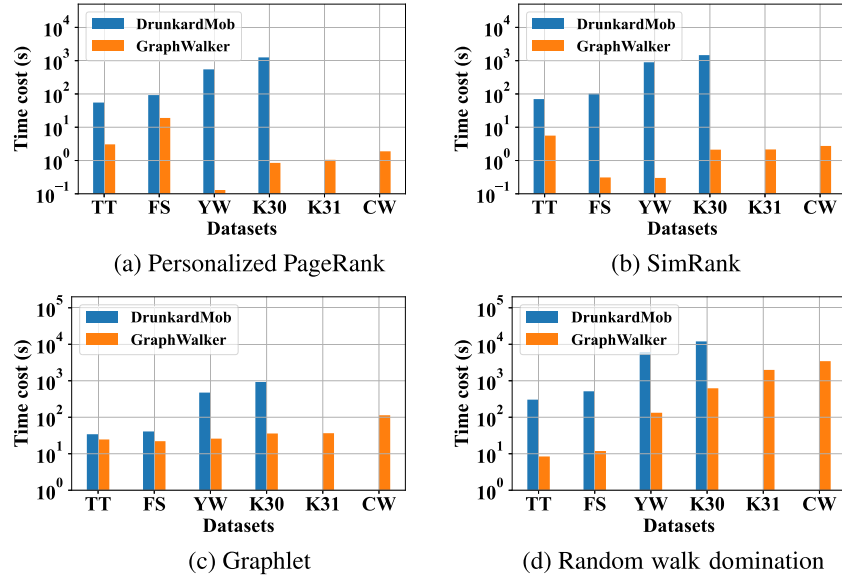 DrunkardMob
GraphWalker
Time cost (s)
10^3
10^2
10^1
10^0
10^-1
TT FS YW K30 K31 CW
Datasets
(a) Personalized PageRank
DrunkardMob
GraphWalker
Time cost (s)
10^3
10^2
10^1
10^0
10^-1
TT FS YW K30 K31 CW
Datasets
(b) SimRank
DrunkardMob
GraphWalker
Time cost (s)
10^5
10^4
10^3
10^2
10^1
10^0
TT FS YW K30 K31 CW
Datasets
(c) Graphlet
DrunkardMob
GraphWalker
Time cost (s)
10^5
10^4
10^3
10^2
10^1
10^0
TT FS YW K30 K31 CW
Datasets
(d) Random walk domination